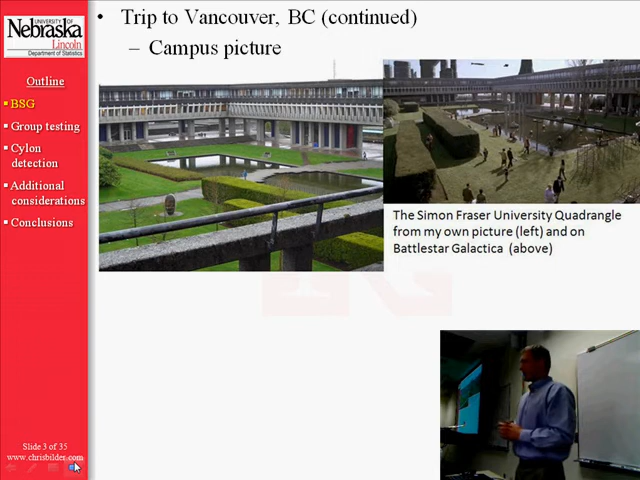 UNIVERSITY OF
Nebraska
Lincoln
Department of Statistics
Outline
▪ BSG
▪ Group testing
▪ Cylon
detection
▪ Additional
considerations
▪ Conclusions
Slide 3 of 35
www.chrisbilder.com
• Trip to Vancouver, BC (continued)
– Campus picture
The Simon Fraser University Quadrangle
from my own picture (left) and on
Battlestar Galactica (above)